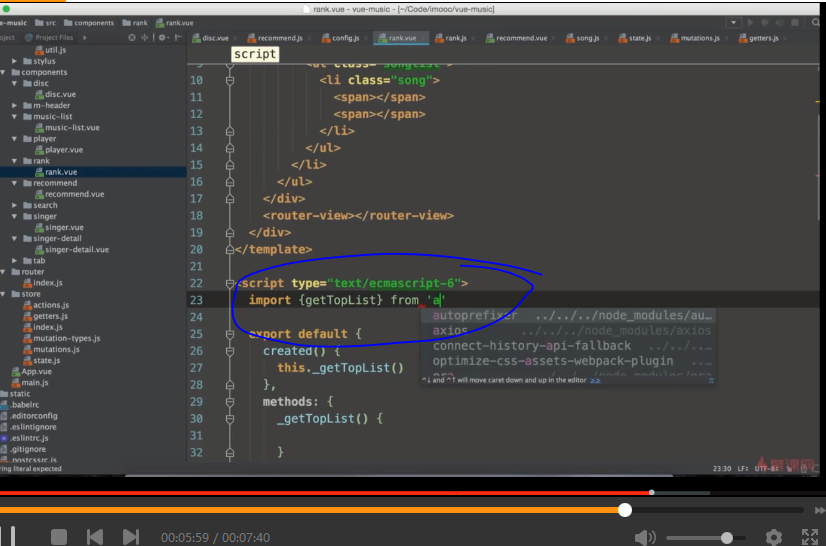 rank.vue - vue-music - [~/Code/imooc/vue-music]
e-music src components rank rank.vue
oject Project Files
disc.vue recommend.js config.js rank.vue rank.js recommend.vue song.js state.js mutations.js getters.js
script
util.js
stylus
components
disc
disc.vue
m-header
music-list
music-list.vue
player
player.vue
rank
rank.vue
recommend
recommend.vue
search
singer
singer.vue
singer-detail
singer-detail.vue
tab
router
index.js
store
actions.js
getters.js
index.js
mutation-types.js
mutations.js
state.js
App.vue
main.js
static
.babelrc
.editorconfig
.eslintignore
.eslintrc.js
.gitignore
.postcssrc.js
9 <ul class="songlist">
10 <li class="song">
11 <span></span>
12 <span></span>
13 </li>
14 </ul>
15 </li>
16 </ul>
17 </div>
18 <router-view></router-view>
19 </div>
20 </template>
21
22 <script type="text/ecmascript-6">
23 import {getTopList} from 'a'
24
25 export default {
26 created() {
27 this._getTopList()
28 },
29 methods: {
30 _getTopList() {
31
32 }
autoprefixer ../../../node_modules/au...
axios ../../../node_modules/axios
connect-history-api-fallback ../../...
optimize-css-assets-webpack-plugin ...
^↓ and ^↑ will move caret down and up in the editor >>
ring literal expected
23:30 LF: UTF-8:
慕课网
00:05:59 / 00:07:40